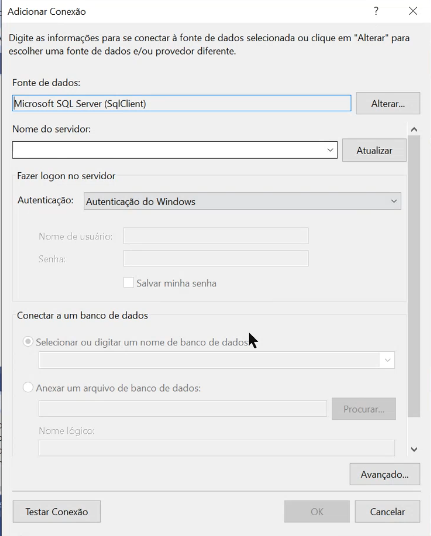 Adicionar Conexão
?
Digite as informações para se conectar à fonte de dados selecionada ou clique em "Alterar" para
escolher uma fonte de dados e/ou provedor diferente.
Fonte de dados:
Microsoft SQL Server (SqlClient)
Alterar...
Nome do servidor:
Atualizar
Fazer logon no servidor
Autenticação:
Autenticação do Windows
Nome de usuário:
Senha:
Salvar minha senha
Conectar a um banco de dados
Selecionar ou digitar um nome de banco de dados:
Anexar um arquivo de banco de dados:
Procurar...
Nome lógico:
Avançado...
Testar Conexão
OK
Cancelar